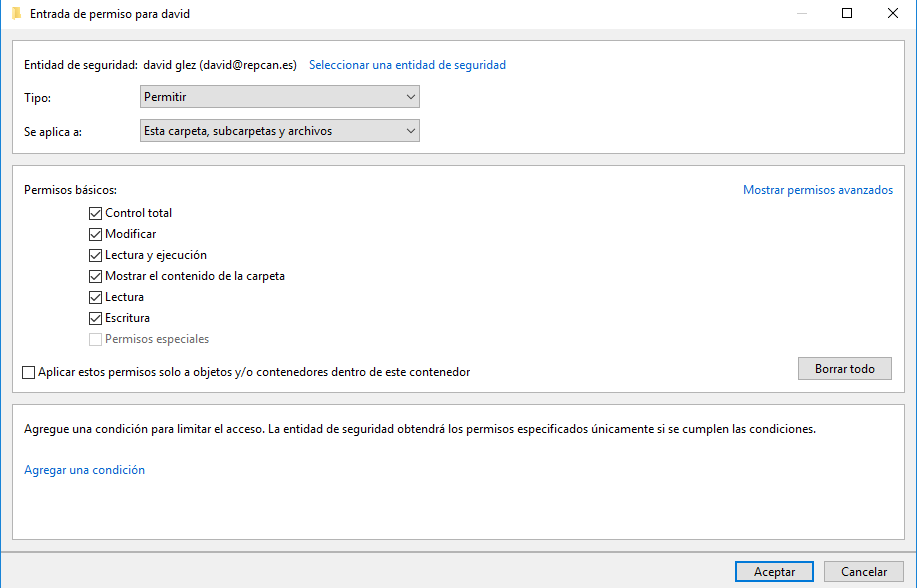 Entrada de permiso para david
Entidad de seguridad: david glez (david@repcan.es) Seleccionar una entidad de seguridad
Tipo: Permitir
Se aplica a: Esta carpeta, subcarpetas y archivos
Permisos básicos: Mostrar permisos avanzados
Control total
Modificar
Lectura y ejecución
Mostrar el contenido de la carpeta
Lectura
Escritura
Permisos especiales
Aplicar estos permisos solo a objetos y/o contenedores dentro de este contenedor Borrar todo
Agregue una condición para limitar el acceso. La entidad de seguridad obtendrá los permisos especificados únicamente si se cumplen las condiciones.
Agregar una condición
Aceptar Cancelar